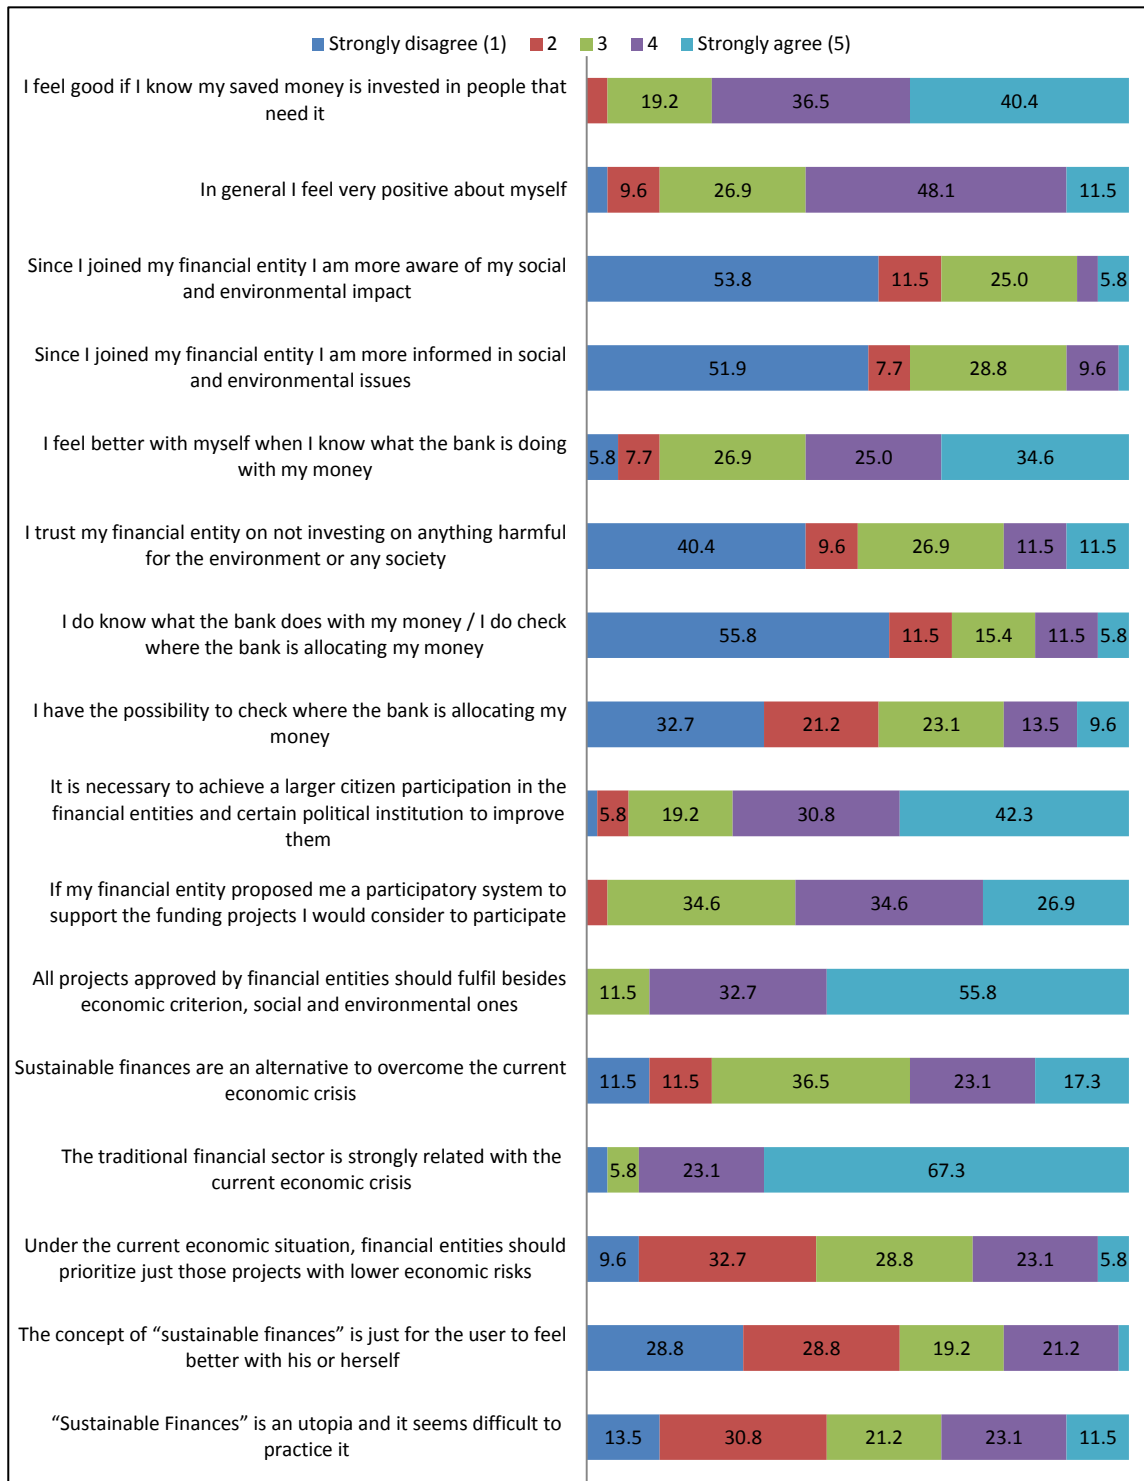 Strongly disagree (1) 2 3 4 Strongly agree (5)
I feel good if I know my saved money is invested in people that
need it
19.2 36.5 40.4
In general I feel very positive about myself
9.6 26.9 48.1 11.5
Since I joined my financial entity I am more aware of my social
and environmental impact
53.8 11.5 25.0 5.8
Since I joined my financial entity I am more informed in social
and environmental issues
51.9 7.7 28.8 9.6
I feel better with myself when I know what the bank is doing
with my money
5.8 7.7 26.9 25.0 34.6
I trust my financial entity on not investing on anything harmful
for the environment or any society
40.4 9.6 26.9 11.5 11.5
I do know what the bank does with my money / I do check
where the bank is allocating my money
55.8 11.5 15.4 11.5 5.8
I have the possibility to check where the bank is allocating my
money
32.7 21.2 23.1 13.5 9.6
It is necessary to achieve a larger citizen participation in the
financial entities and certain political institution to improve
them
5.8 19.2 30.8 42.3
If my financial entity proposed me a participatory system to
support the funding projects I would consider to participate
34.6 34.6 26.9
All projects approved by financial entities should fulfil besides
economic criterion, social and environmental ones
11.5 32.7 55.8
Sustainable finances are an alternative to overcome the current
economic crisis
11.5 11.5 36.5 23.1 17.3
The traditional financial sector is strongly related with the
current economic crisis
5.8 23.1 67.3
Under the current economic situation, financial entities should
prioritize just those projects with lower economic risks
9.6 32.7 28.8 23.1 5.8
The concept of “sustainable finances” is just for the user to feel
better with his or herself
28.8 28.8 19.2 21.2
“Sustainable Finances” is an utopia and it seems difficult to
practice it
13.5 30.8 21.2 23.1 11.5